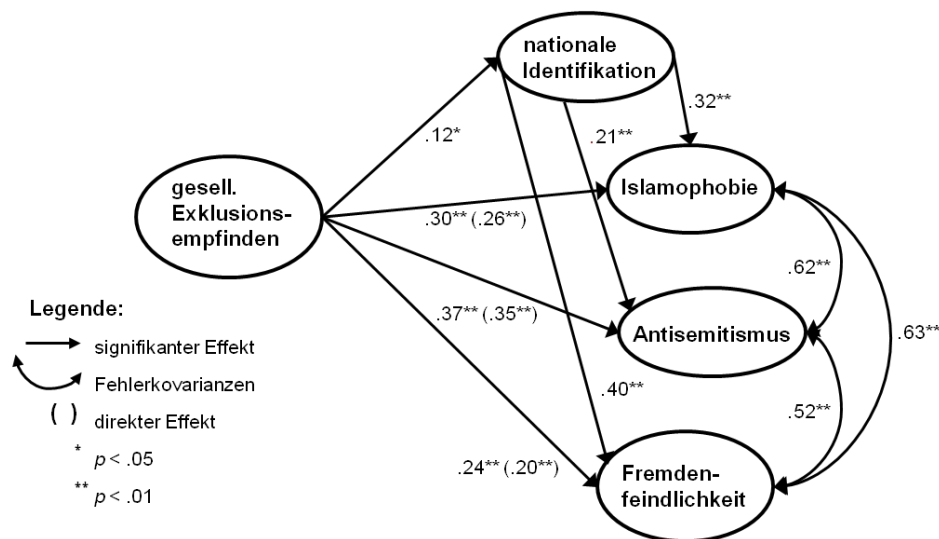 nationale
Identifikation
.32**
.12*
.21**
gesell.
Exklusions-
empfinden
Islamophobie
.30** (.26**)
.62**
Legende:
signifikanter Effekt
Fehlerkovarianzen
( ) direkter Effekt
* p < .05
** p < .01
.37** (.35**)
Antisemitismus
.63**
.40**
.52**
.24** (.20**)
Fremden-
feindlichkeit